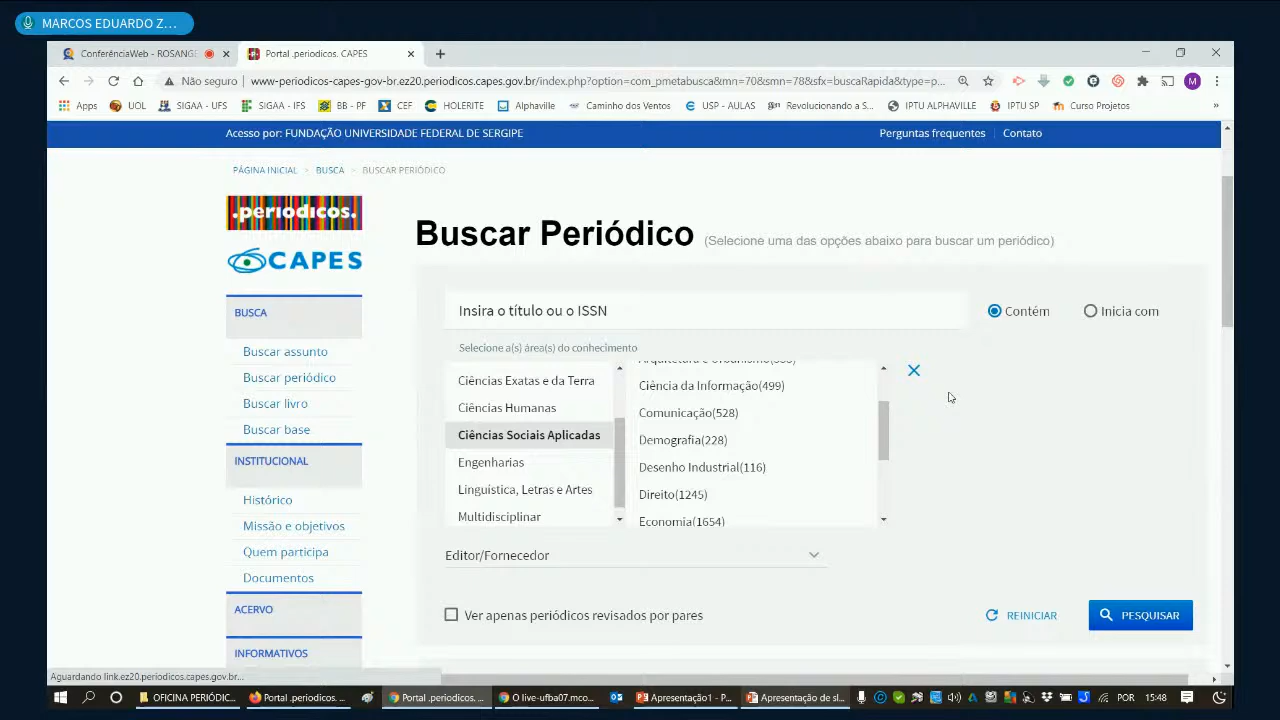 MARCOS EDUARDO Z...
ConferênciaWeb - ROSANG
Portal .periodicos. CAPES
Não seguro
www-periodicos-capes-gov-br.ez20.periodicos.capes.gov.br/index.php?option=com_pmetabusca&mn=70&smn=78&sfx=buscaRapida&type=p...
M
Apps
UOL
SIGAA - UFS
SIGAA - IFS
BB - PF
CEF
HOLERITE
Alphaville
Caminho dos Ventos
USP - AULAS
Revolucionando a S...
IPTU ALPHAVILLE
IPTU SP
Curso Projetos
»
Acesso por: FUNDAÇÃO UNIVERSIDADE FEDERAL DE SERGIPE
Perguntas frequentes
Contato
PÁGINA INICIAL > BUSCA > BUSCAR PERIÓDICO
.periodicos.
CAPES
BUSCA
Buscar assunto
Buscar periódico
Buscar livro
Buscar base
INSTITUCIONAL
Histórico
Missão e objetivos
Quem participa
Documentos
ACERVO
INFORMATIVOS
Buscar Periódico (Selecione uma das opções abaixo para buscar um periódico)
Insira o título ou o ISSN
Contém
Inicia com
Selecione a(s) área(s) do conhecimento
Ciências Exatas e da Terra
Ciências Humanas
Ciências Sociais Aplicadas
Engenharias
Linguística, Letras e Artes
Multidisciplinar
Arquitetura e Urbanismo
Ciência da Informação(499)
Comunicação(528)
Demografia(228)
Desenho Industrial(116)
Direito(1245)
Economia(1654)
Editor/Fornecedor
Ver apenas periódicos revisados por pares
REINICIAR
PESQUISAR
Aguardando link.ez20.periodicos.capes.gov.br...
OFICINA PERIÓDIC...
Portal .periodicos. ...
Portal .periodicos....
O live-ufba07.mco...
Apresentação1 - P...
Apresentação de sl...
POR
15:48